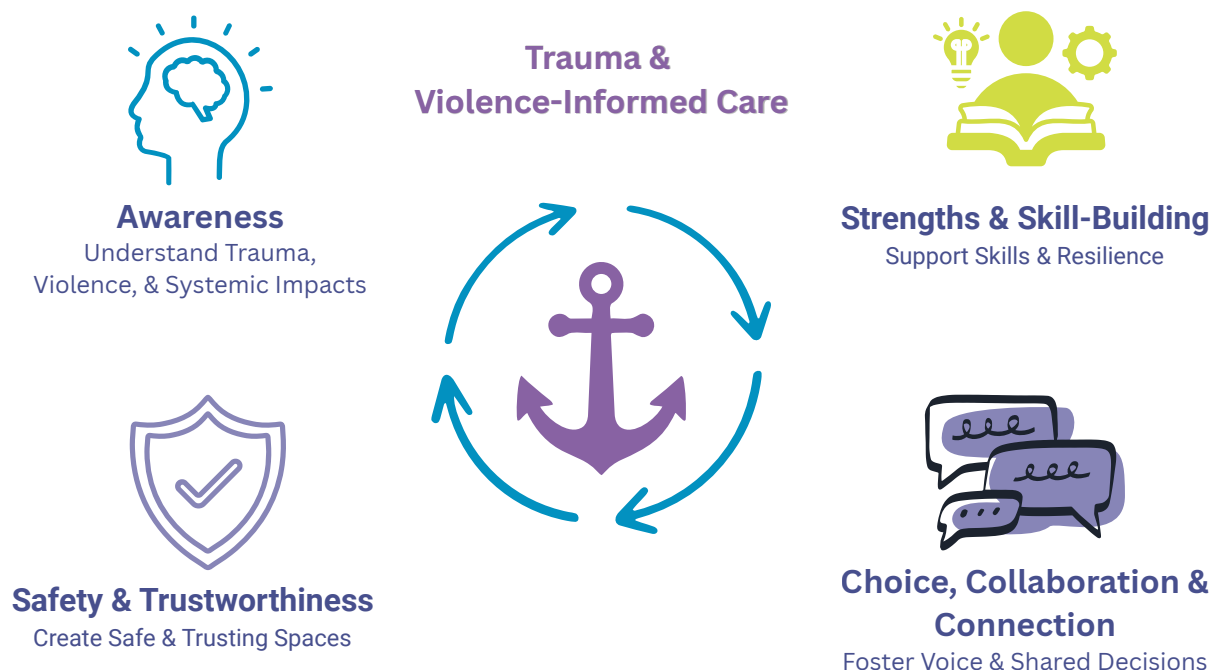 Trauma &
Violence-Informed Care
Awareness
Understand Trauma,
Violence, & Systemic Impacts
Strengths & Skill-Building
Support Skills & Resilience
Safety & Trustworthiness
Create Safe & Trusting Spaces
Choice, Collaboration &
Connection
Foster Voice & Shared Decisions